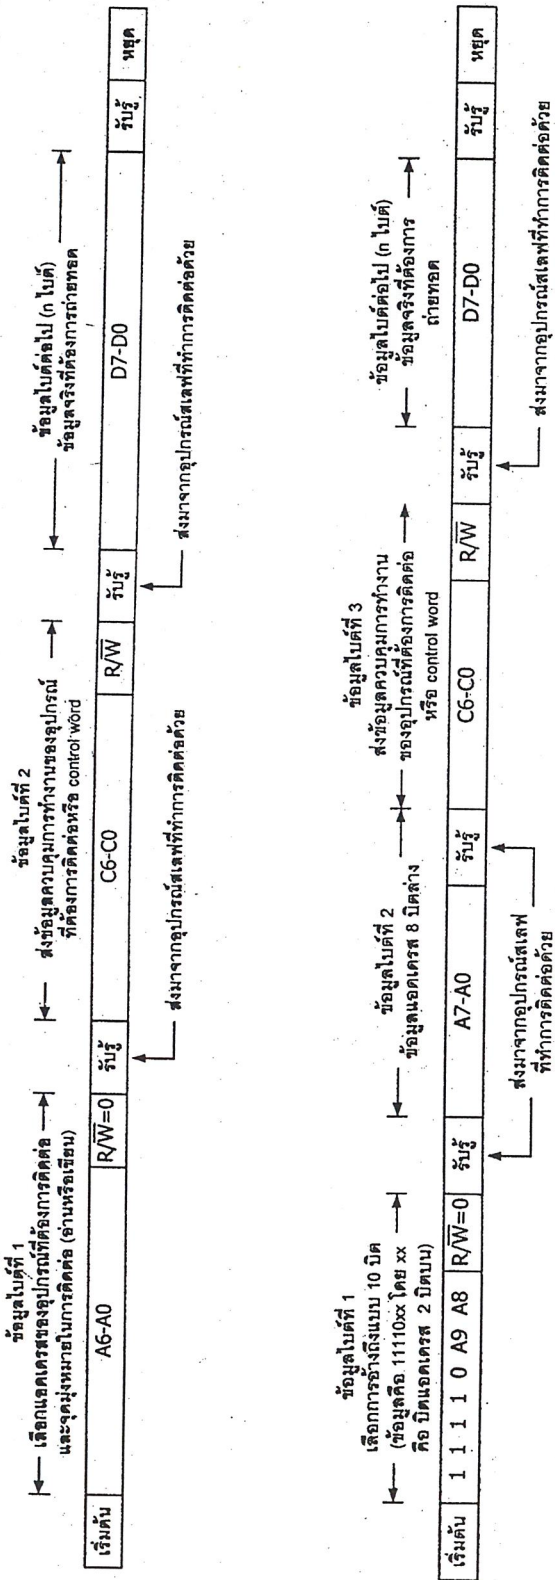 ข้อมูลไบต์ที่ 1
เลือกแอดเดรสของอุปกรณ์ที่ต้องการติดต่อ
และจุดมุ่งหมายในการติดต่อ (อ่านหรือเขียน)
ข้อมูลไบต์ที่ 2
ส่งข้อมูลควบคุมการทำงานของอุปกรณ์
ที่ต้องการติดต่อหรือ control word
ข้อมูลไบต์ต่อไป (n ไบต์)
ข้อมูลจริงที่ต้องการถ่ายทอด
เริ่มต้น A6-A0 R/W̅=0 รับรู้ C6-C0 R/W̅ รับรู้ D7-D0 รับรู้ หยุด
ส่งมาจากอุปกรณ์สเลฟที่ทำการติดต่อด้วย
ส่งมาจากอุปกรณ์สเลฟที่ทำการติดต่อด้วย
ข้อมูลไบต์ที่ 1
เลือกการอ้างถึงแบบ 10 บิต
(ข้อมูลคือ 11110xx โดย xx
คือ บิตแอดเดรส 2 บิตบน)
ข้อมูลไบต์ที่ 2
ข้อมูลแอดเดรส 8 บิตล่าง
ข้อมูลไบต์ที่ 3
ส่งข้อมูลควบคุมการทำงาน
ของอุปกรณ์ที่ต้องการติดต่อ
หรือ control word
ข้อมูลไบต์ต่อไป (n ไบต์)
ข้อมูลจริงที่ต้องการ
ถ่ายทอด
เริ่มต้น 1 1 1 1 0 A9 A8 R/W̅=0 รับรู้ A7-A0 รับรู้ C6-C0 R/W̅ รับรู้ D7-D0 รับรู้ หยุด
ส่งมาจากอุปกรณ์สเลฟ
ที่ทำการติดต่อด้วย
ส่งมาจากอุปกรณ์สเลฟที่ทำการติดต่อด้วย